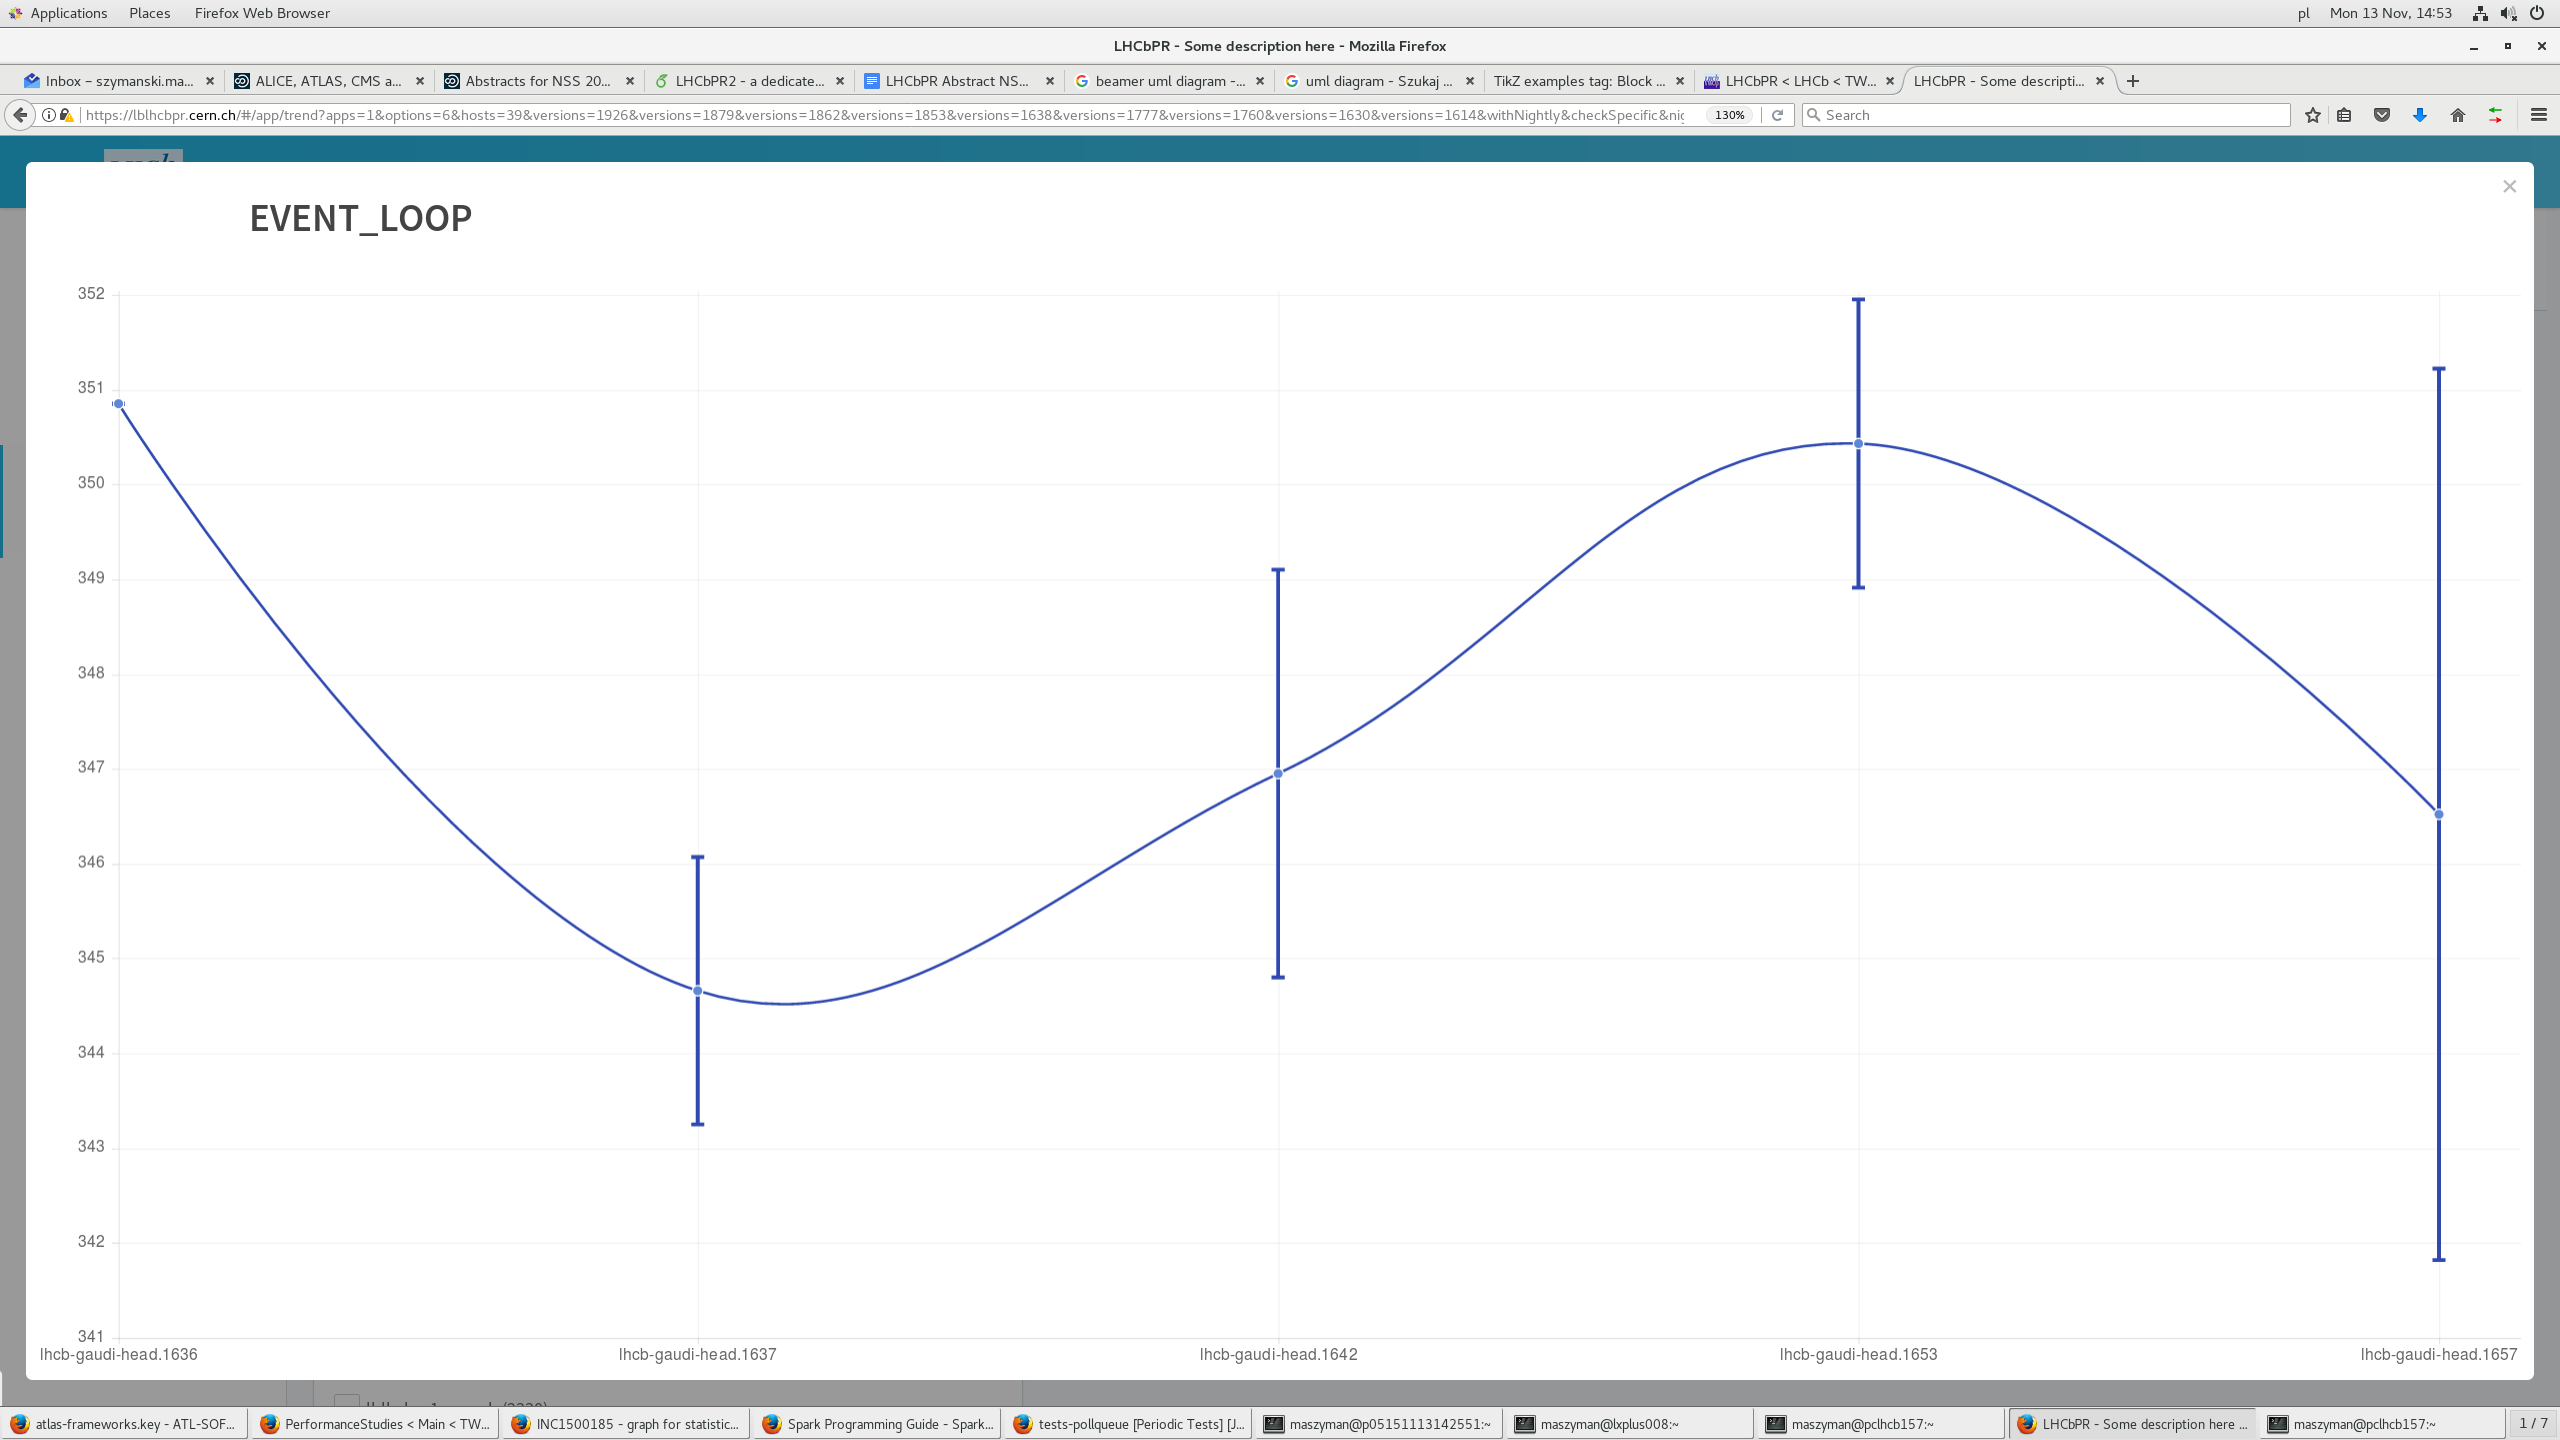 Applications Places Firefox Web Browser pl Mon 13 Nov, 14:53
LHCbPR - Some description here - Mozilla Firefox
Inbox – szymanski.ma... ALICE, ATLAS, CMS a... Abstracts for NSS 20... LHCbPR2 - a dedicate... LHCbPR Abstract NS... beamer uml diagram -... uml diagram - Szukaj ... TikZ examples tag: Block ... LHCbPR < LHCb < TW... LHCbPR - Some descripti...
https://lblhcbpr.cern.ch/#/app/trend?apps=1&options=6&hosts=39&versions=1926&versions=1879&versions=1862&versions=1853&versions=1638&versions=1777&versions=1760&versions=1630&versions=1614&withNightly&checkSpecific&nig 130% Search
EVENT_LOOP
352
351
350
349
348
347
346
345
344
343
342
341
lhcb-gaudi-head.1636 lhcb-gaudi-head.1637 lhcb-gaudi-head.1642 lhcb-gaudi-head.1653 lhcb-gaudi-head.1657
atlas-frameworks.key - ATL-SOF... PerformanceStudies < Main < TW... INC1500185 - graph for statistic... Spark Programming Guide - Spark... tests-pollqueue [Periodic Tests] [J... maszyman@p05151113142551:~ maszyman@lxplus008:~ maszyman@pclhcb157:~ LHCbPR - Some description here ... maszyman@pclhcb157:~ 1 / 7